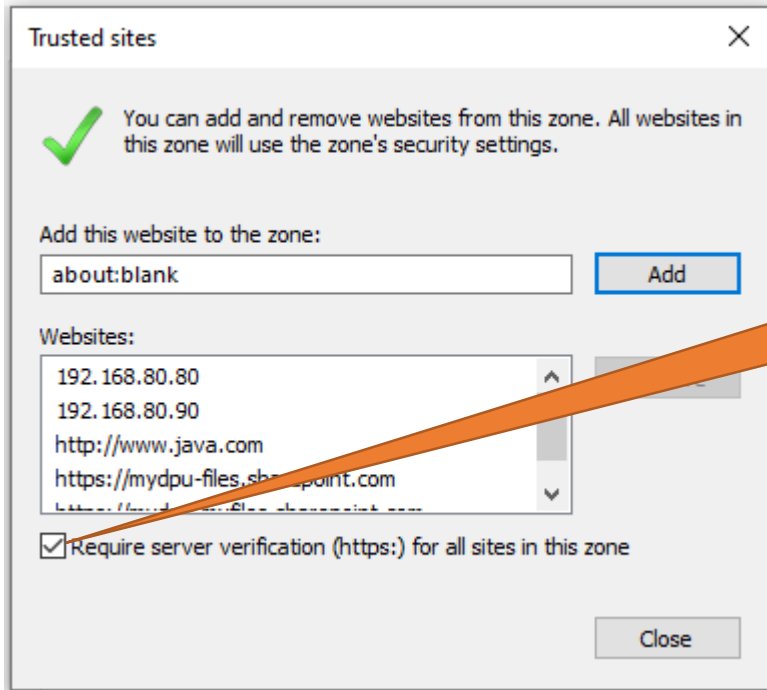 Trusted sites
You can add and remove websites from this zone. All websites in
this zone will use the zone's security settings.
Add this website to the zone:
about:blank
Add
Websites:
192.168.80.80
192.168.80.90
http://www.java.com
https://mydpu-files.sharepoint.com
Require server verification (https:) for all sites in this zone
Close